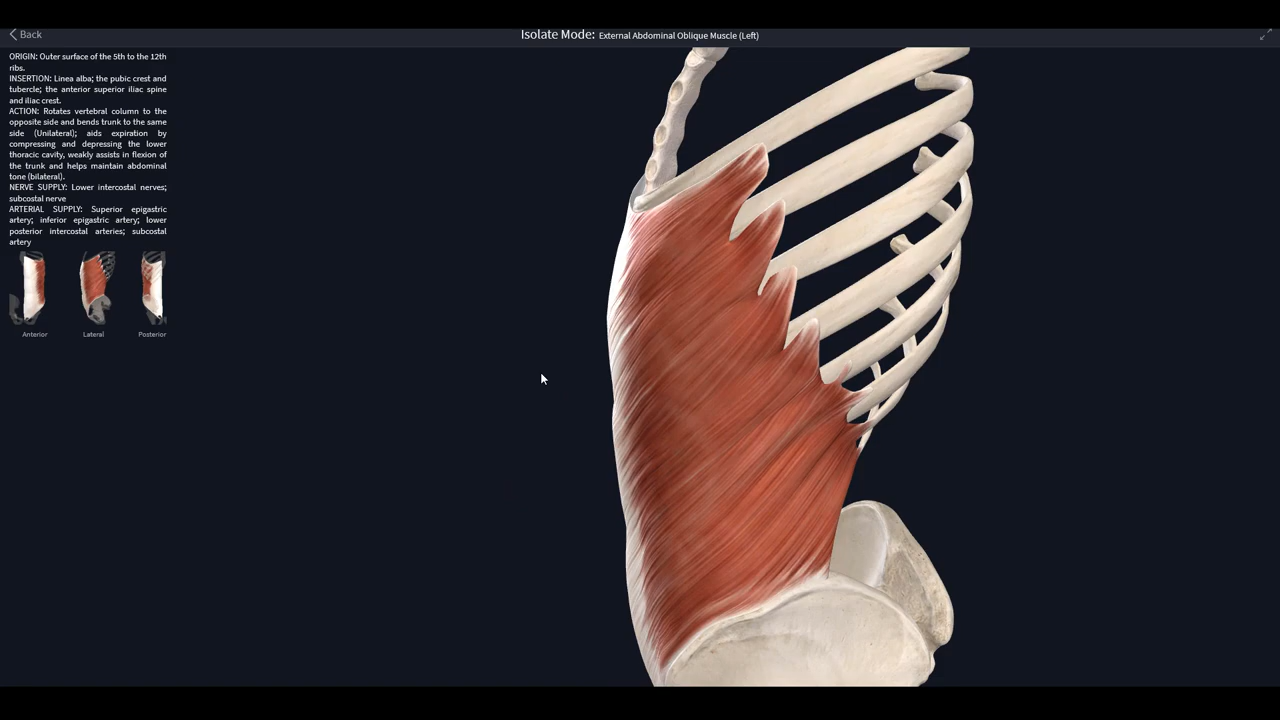 Back
Isolate Mode: External Abdominal Oblique Muscle (Left)
ORIGIN: Outer surface of the 5th to the 12th
ribs.
INSERTION: Linea alba; the pubic crest and
tubercle; the anterior superior iliac spine
and iliac crest.
ACTION: Rotates vertebral column to the
opposite side and bends trunk to the same
side (Unilateral); aids expiration by
compressing and depressing the lower
thoracic cavity, weakly assists in flexion of
the trunk and helps maintain abdominal
tone (bilateral).
NERVE SUPPLY: Lower intercostal nerves;
subcostal nerve
ARTERIAL SUPPLY: Superior epigastric
artery; inferior epigastric artery; lower
posterior intercostal arteries; subcostal
artery
Anterior Lateral Posterior